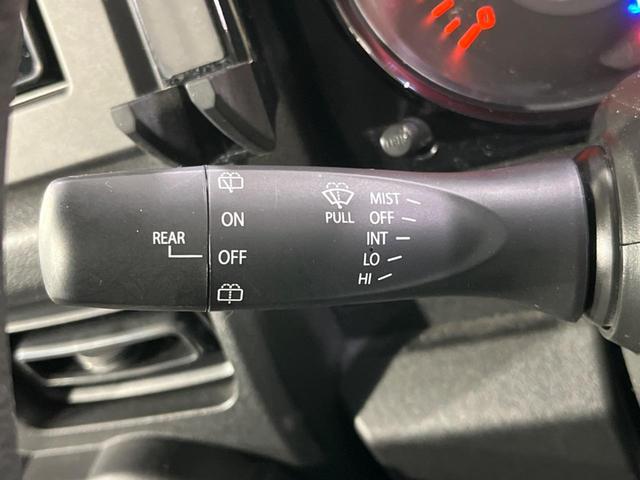 REAR
ON
OFF
PULL
MIST
OFF
INT
LO
HI